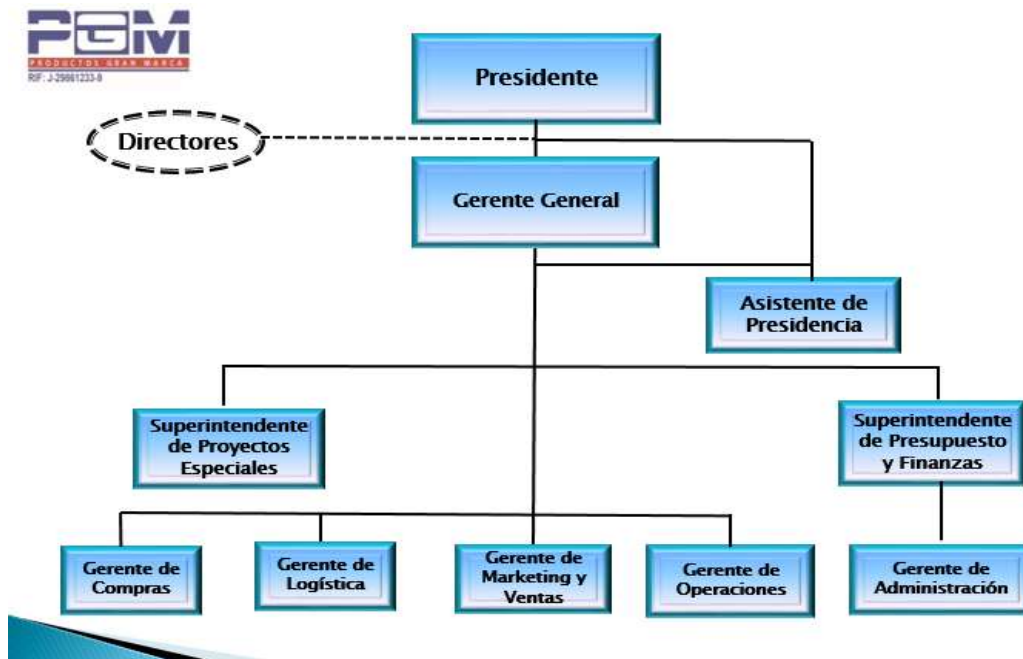 PGM
PRODUCTOS GRAN MARCA
RIF: J-29861233-9
Presidente
Directores
Gerente General
Asistente de
Presidencia
Superintendente
de Proyectos
Especiales
Superintendente
de Presupuesto
y Finanzas
Gerente de
Compras
Gerente de
Logística
Gerente de
Marketing y
Ventas
Gerente de
Operaciones
Gerente de
Administración